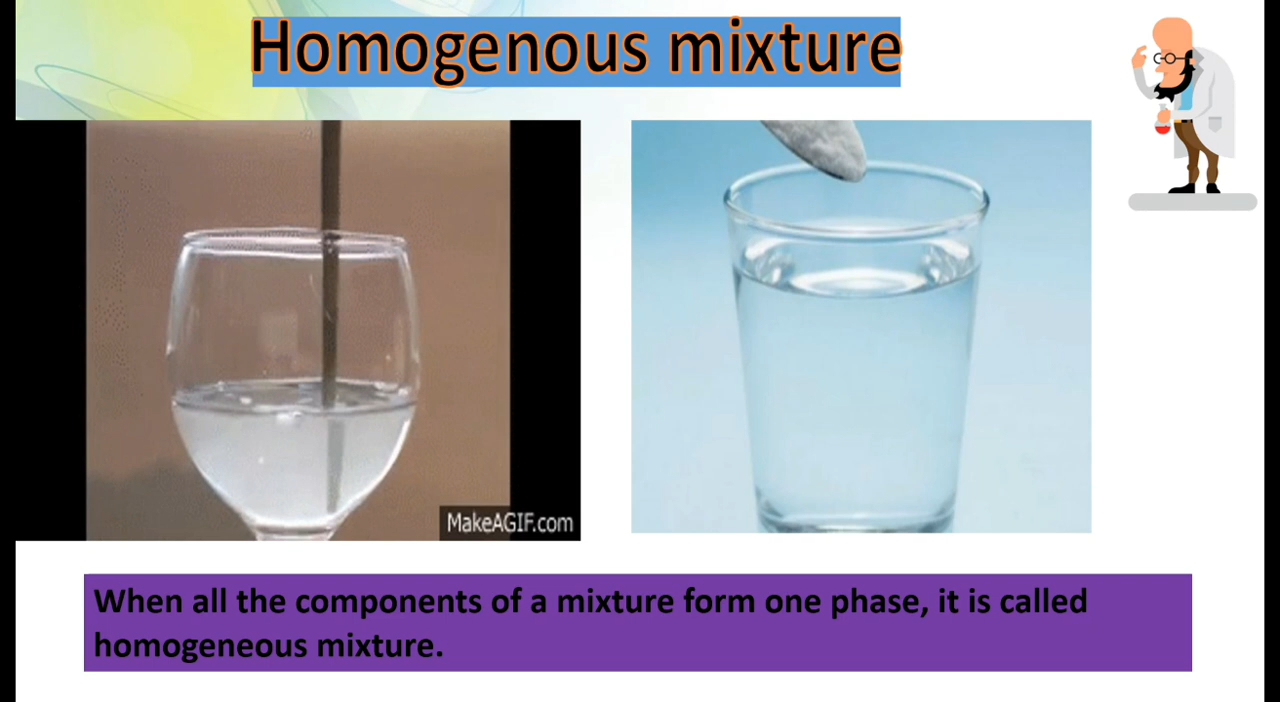 Homogenous mixture
MakeAGIF.com
When all the components of a mixture form one phase, it is called
homogeneous mixture.